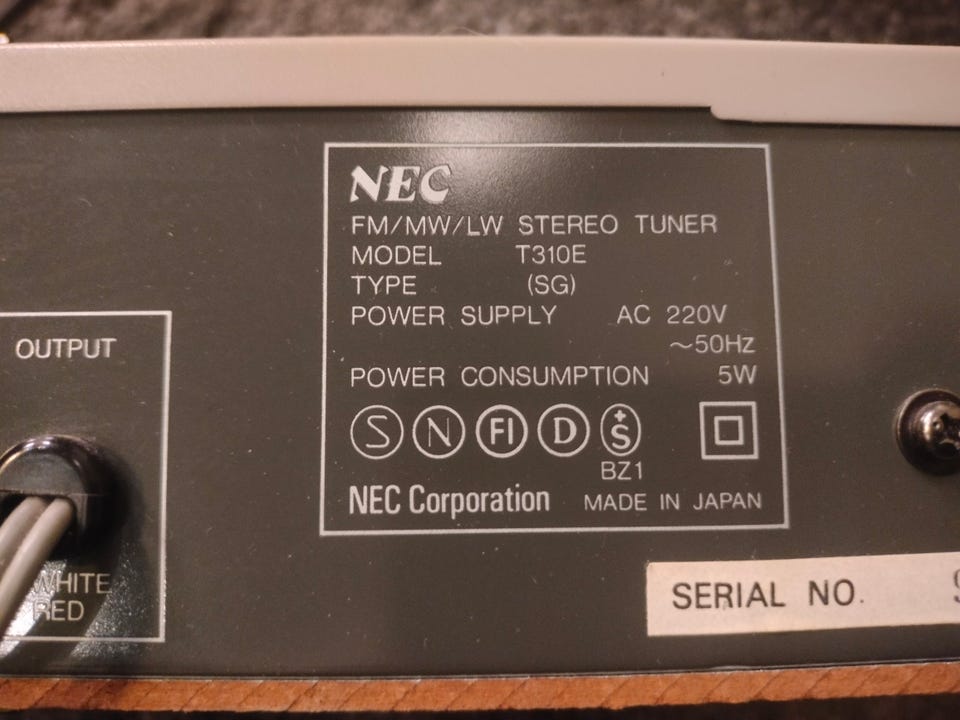 NEC
FM/MW/LW STEREO TUNER
MODEL T310E
TYPE (SG)
POWER SUPPLY AC 220V
~50Hz
POWER CONSUMPTION 5W
S N FI D +S
BZ1
NEC Corporation MADE IN JAPAN
OUTPUT
WHITE
RED
SERIAL NO.